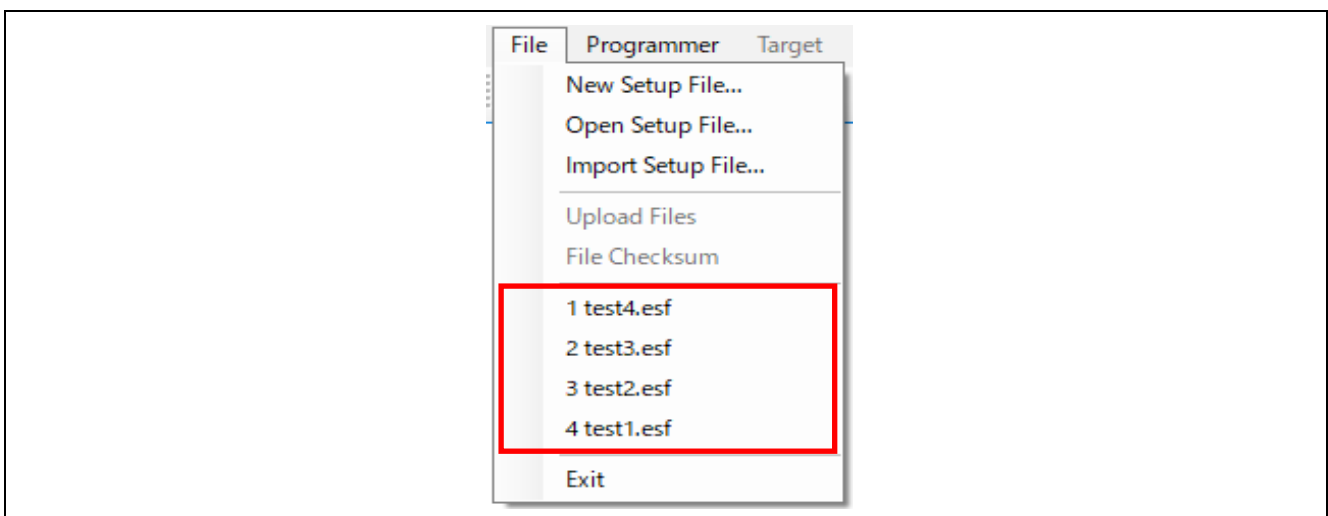 File Programmer Target
New Setup File...
Open Setup File...
Import Setup File...
Upload Files
File Checksum
1 test4.esf
2 test3.esf
3 test2.esf
4 test1.esf
Exit